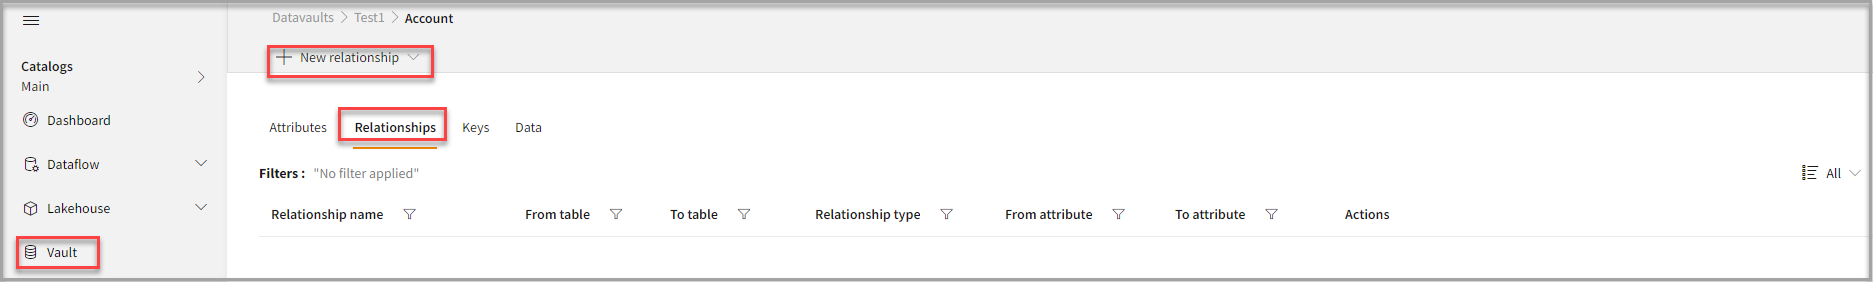 Datavaults > Test1 > Account
New relationship
Catalogs
Main
Dashboard
Dataflow
Lakehouse
Vault
Attributes Relationships Keys Data
Filters : "No filter applied" All
Relationship name From table To table Relationship type From attribute To attribute Actions